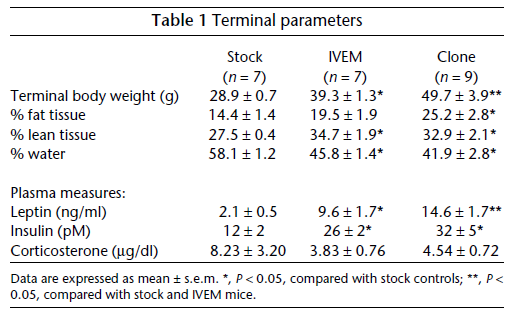 Table 1 Terminal parameters
Stock IVEM Clone
(n = 7) (n = 7) (n = 9)
Terminal body weight (g) 28.9 ± 0.7 39.3 ± 1.3* 49.7 ± 3.9**
% fat tissue 14.4 ± 1.4 19.5 ± 1.9 25.2 ± 2.8*
% lean tissue 27.5 ± 0.4 34.7 ± 1.9* 32.9 ± 2.1*
% water 58.1 ± 1.2 45.8 ± 1.4* 41.9 ± 2.8*
Plasma measures:
Leptin (ng/ml) 2.1 ± 0.5 9.6 ± 1.7* 14.6 ± 1.7**
Insulin (pM) 12 ± 2 26 ± 2* 32 ± 5*
Corticosterone (µg/dl) 8.23 ± 3.20 3.83 ± 0.76 4.54 ± 0.72
Data are expressed as mean ± s.e.m. *, P < 0.05, compared with stock controls; **, P <
0.05, compared with stock and IVEM mice.